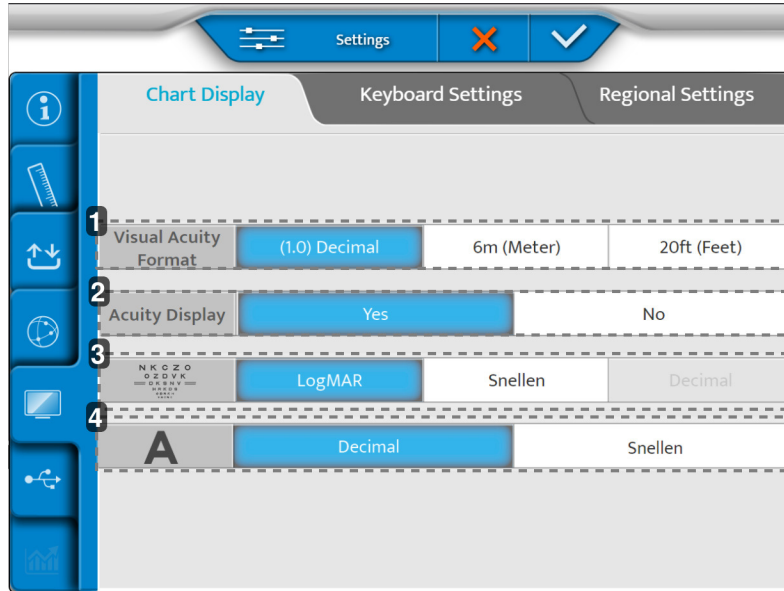 Settings
Chart Display
Keyboard Settings
Regional Settings
1
Visual Acuity Format
(1.0) Decimal
6m (Meter)
20ft (Feet)
2
Acuity Display
Yes
No
3
N K C Z O
O Z D V K
LogMAR
Snellen
Decimal
4
A
Decimal
Snellen